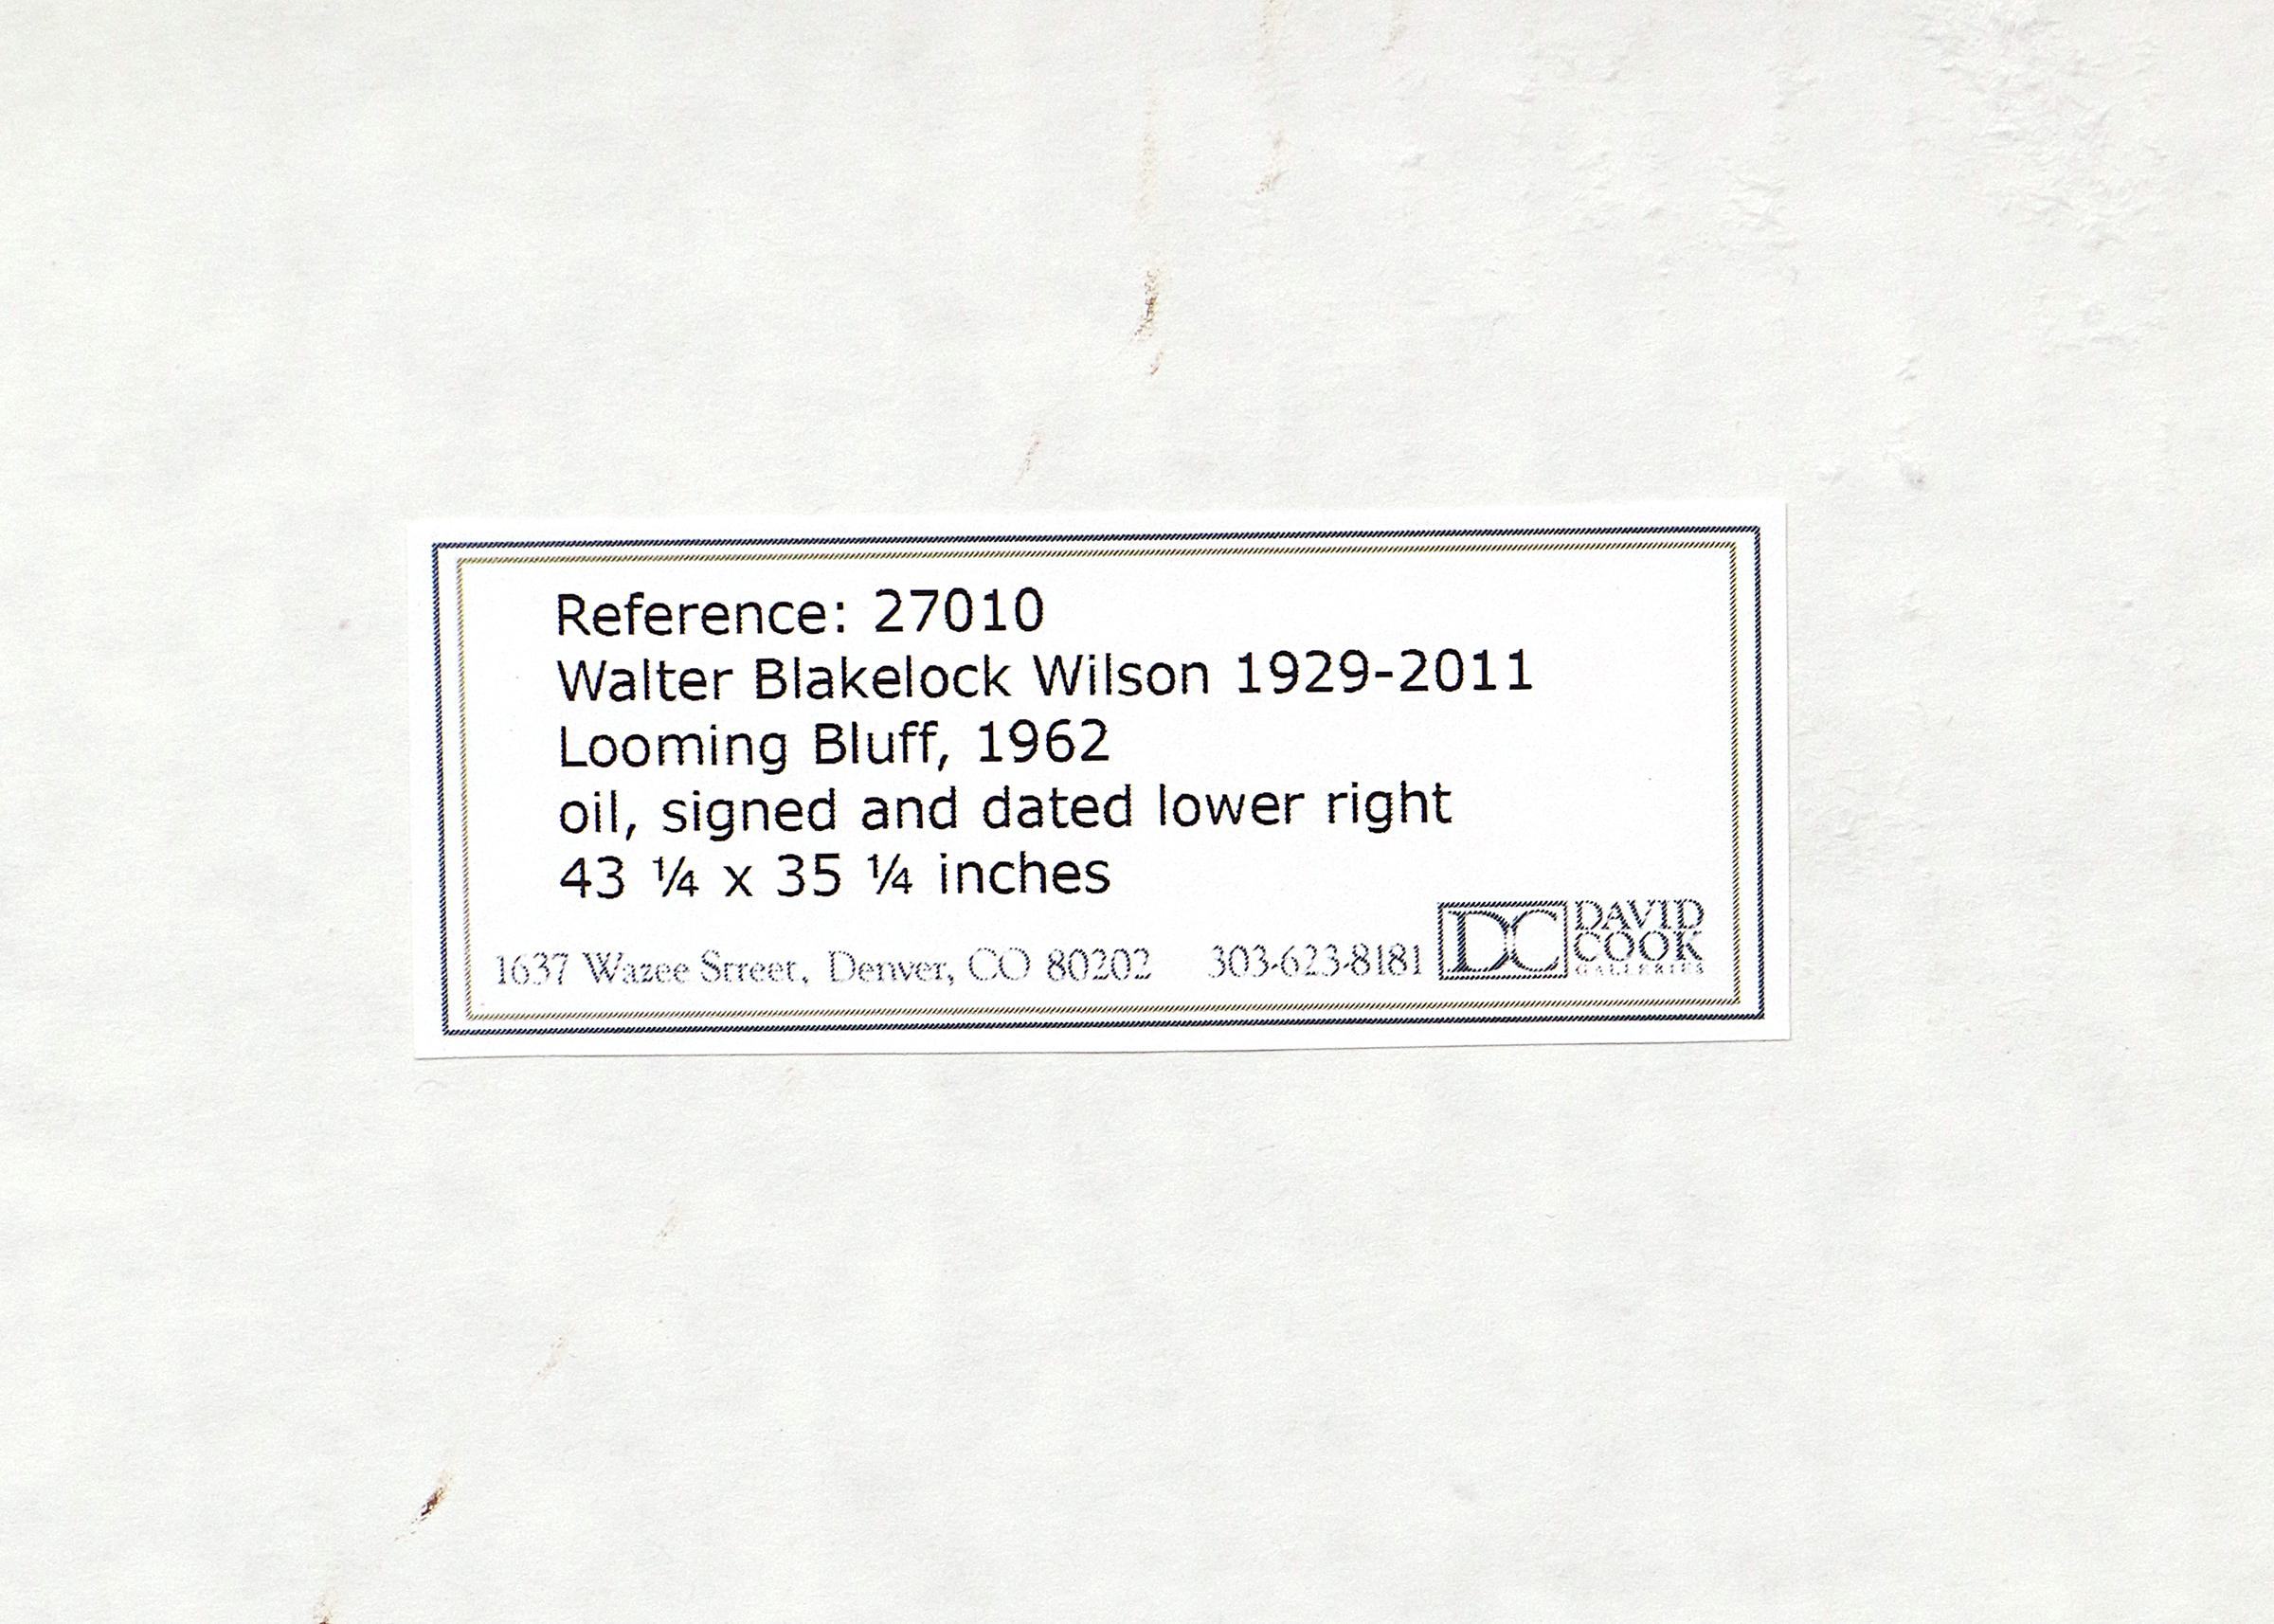 Reference: 27010
Walter Blakelock Wilson 1929-2011
Looming Bluff, 1962
oil, signed and dated lower right
43 ¼ x 35 ¼ inches
1637 Wazee Street, Denver, CO 80202 303-623-8181
DC
DAVID
COOK
GALLERIES